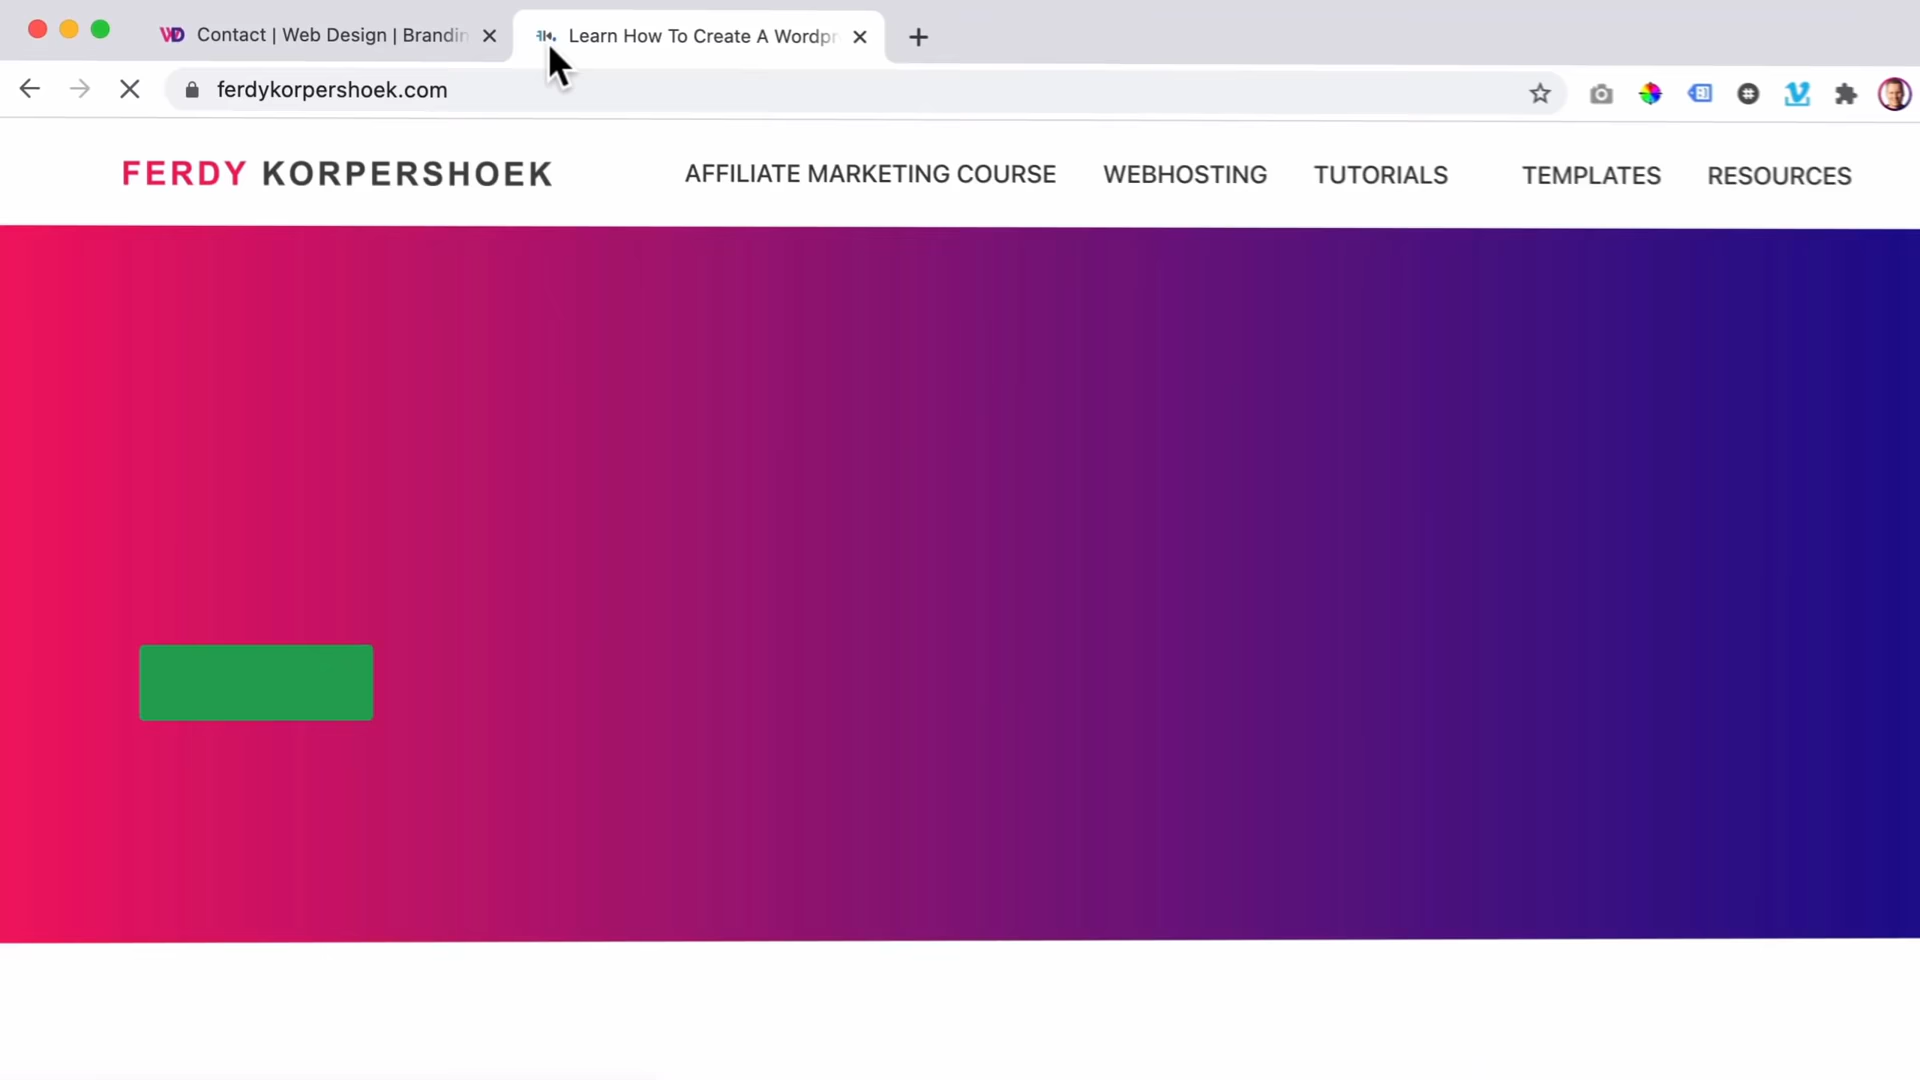 Contact | Web Design | Brandin
Learn How To Create A Wordpr
ferdykorpershoek.com
FERDY KORPERSHOEK
AFFILIATE MARKETING COURSE
WEBHOSTING
TUTORIALS
TEMPLATES
RESOURCES